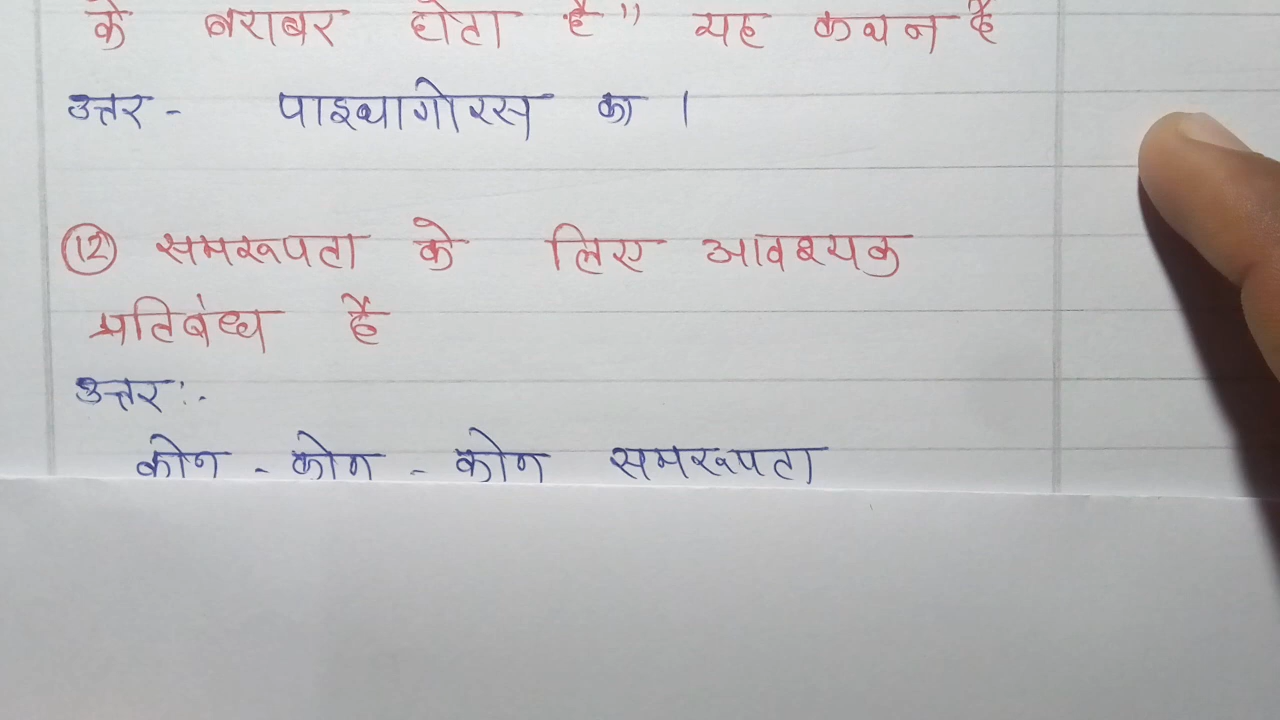 के बराबर होता है" यह कथन है
उत्तर - पाइथागोरस का ।
(12) समरूपता के लिए आवश्यक
प्रतिबंध है
उत्तर :-
कोण - कोण - कोण समरूपता